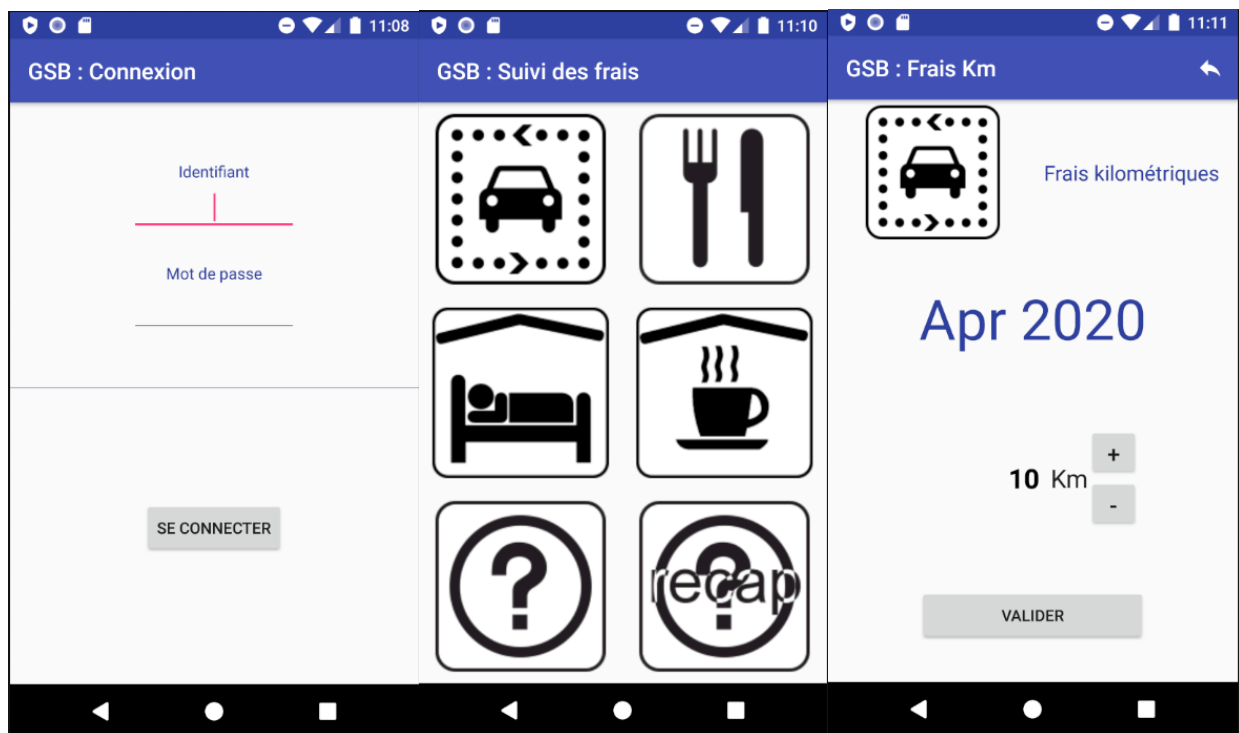 11:08
GSB : Connexion
Identifiant
Mot de passe
SE CONNECTER
11:10
GSB : Suivi des frais
?
?
recap
11:11
GSB : Frais Km
Frais kilométriques
Apr 2020
10 Km
+
-
VALIDER